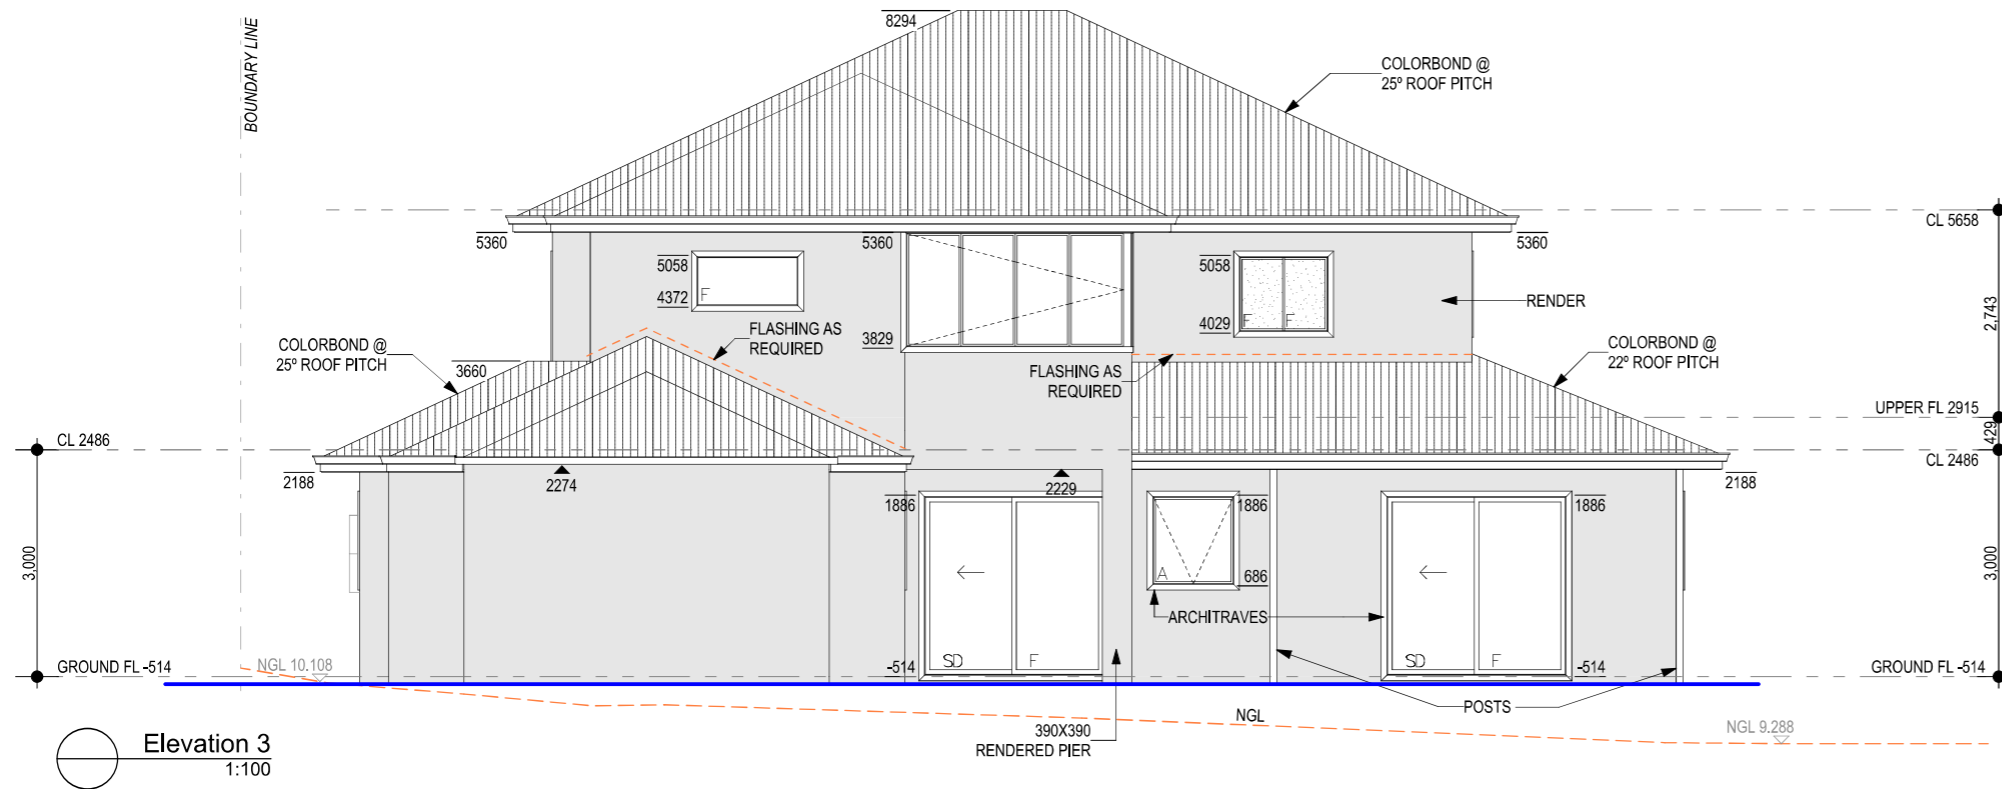 8294
BOUNDARY LINE
COLORBOND @
25º ROOF PITCH
CL 5658
5360
5360
5360
5058
4372
F
5058
4029
F F
RENDER
2,743
3829
FLASHING AS
REQUIRED
COLORBOND @
25º ROOF PITCH
3660
FLASHING AS
REQUIRED
COLORBOND @
22º ROOF PITCH
UPPER FL 2915
429
CL 2486
CL 2486
2188
2274
2229
2188
1886
1886
1886
3,000
3,000
A
686
ARCHITRAVES
SD F
SD F
GROUND FL -514
NGL 10.108
-514
-514
GROUND FL -514
POSTS
NGL
390X390
RENDERED PIER
NGL 9.288
Elevation 3
1:100